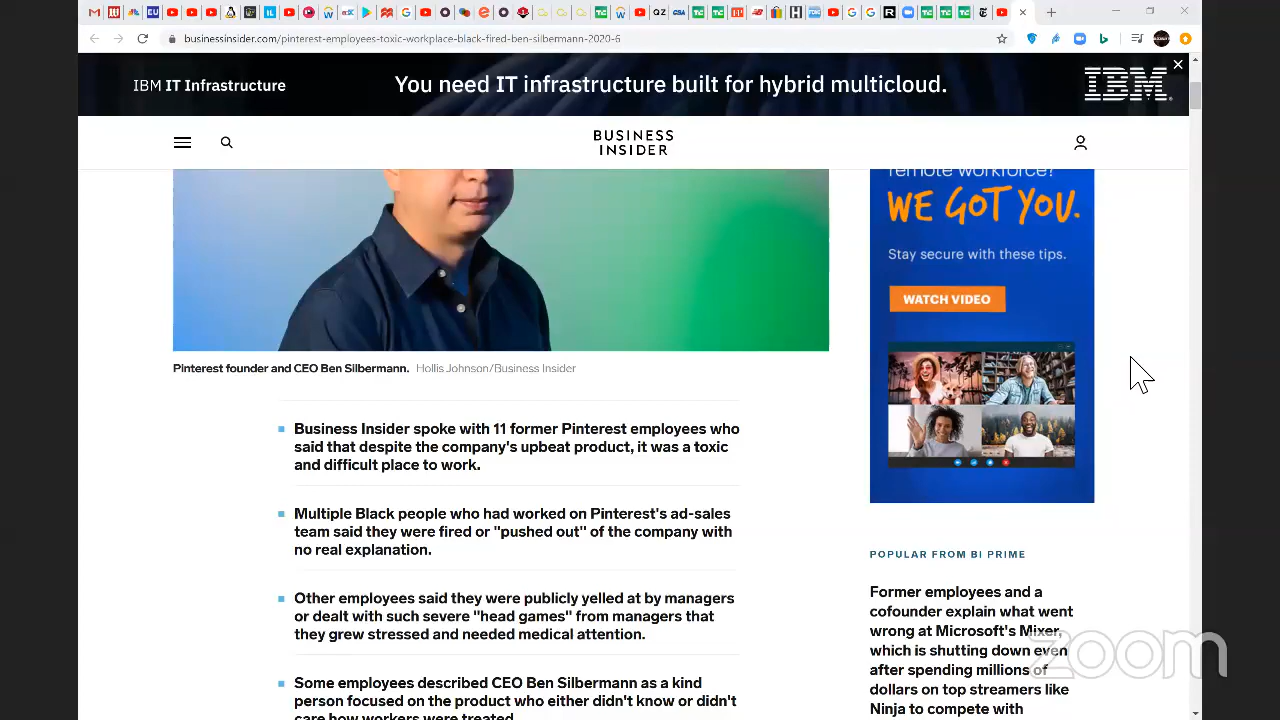 businessinsider.com/pinterest-employees-toxic-workplace-black-fired-ben-silbermann-2020-6
IBM IT Infrastructure
You need IT infrastructure built for hybrid multicloud.
IBM
BUSINESS
INSIDER
remote workforce?
WE GOT YOU.
Stay secure with these tips.
WATCH VIDEO
Pinterest founder and CEO Ben Silbermann. Hollis Johnson/Business Insider
Business Insider spoke with 11 former Pinterest employees who
said that despite the company's upbeat product, it was a toxic
and difficult place to work.
Multiple Black people who had worked on Pinterest's ad-sales
team said they were fired or "pushed out" of the company with
no real explanation.
Other employees said they were publicly yelled at by managers
or dealt with such severe "head games" from managers that
they grew stressed and needed medical attention.
Some employees described CEO Ben Silbermann as a kind
person focused on the product who either didn't know or didn't
care how workers were treated.
POPULAR FROM BI PRIME
Former employees and a
cofounder explain what went
wrong at Microsoft's Mixer,
which is shutting down even
after spending millions of
dollars on top streamers like
Ninja to compete with
zoom